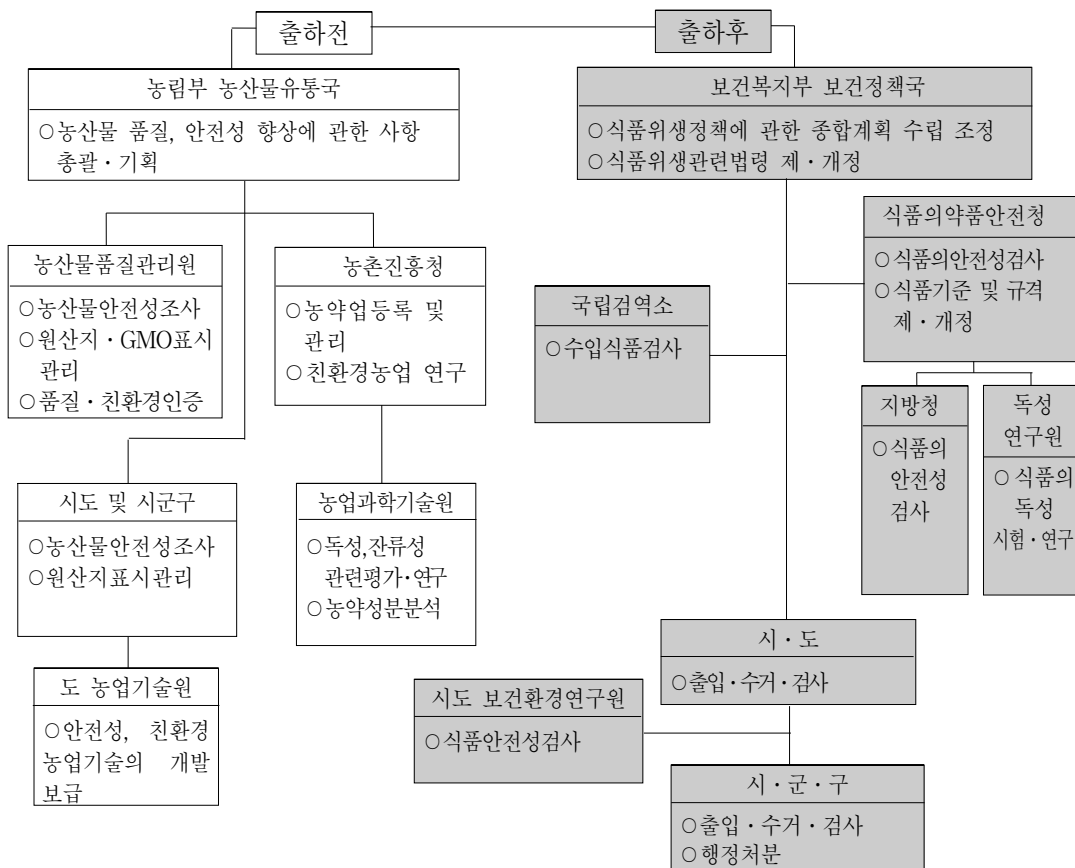 출하전
농림부 농산물유통국
○농산물 품질, 안전성 향상에 관한 사항
총괄・기획
농산물품질관리원
○농산물안전성조사
○원산지・GMO표시
관리
○품질・친환경인증
농촌진흥청
○농약업등록 및
관리
○친환경농업 연구
시도 및 시군구
○농산물안전성조사
○원산지표시관리
농업과학기술원
○독성,잔류성
관련평가・연구
○농약성분분석
도 농업기술원
○안전성, 친환경
농업기술의 개발
보급
출하후
보건복지부 보건정책국
○식품위생정책에 관한 종합계획 수립 조정
○식품위생관련법령 제・개정
식품의약품안전청
○식품의안전성검사
○식품기준 및 규격
제・개정
국립검역소
○수입식품검사
지방청
○식품의
안전성
검사
독성
연구원
○식품의
독성
시험・연구
시・도
○출입・수거・검사
시도 보건환경연구원
○식품안전성검사
시・군・구
○출입・수거・검사
○행정처분